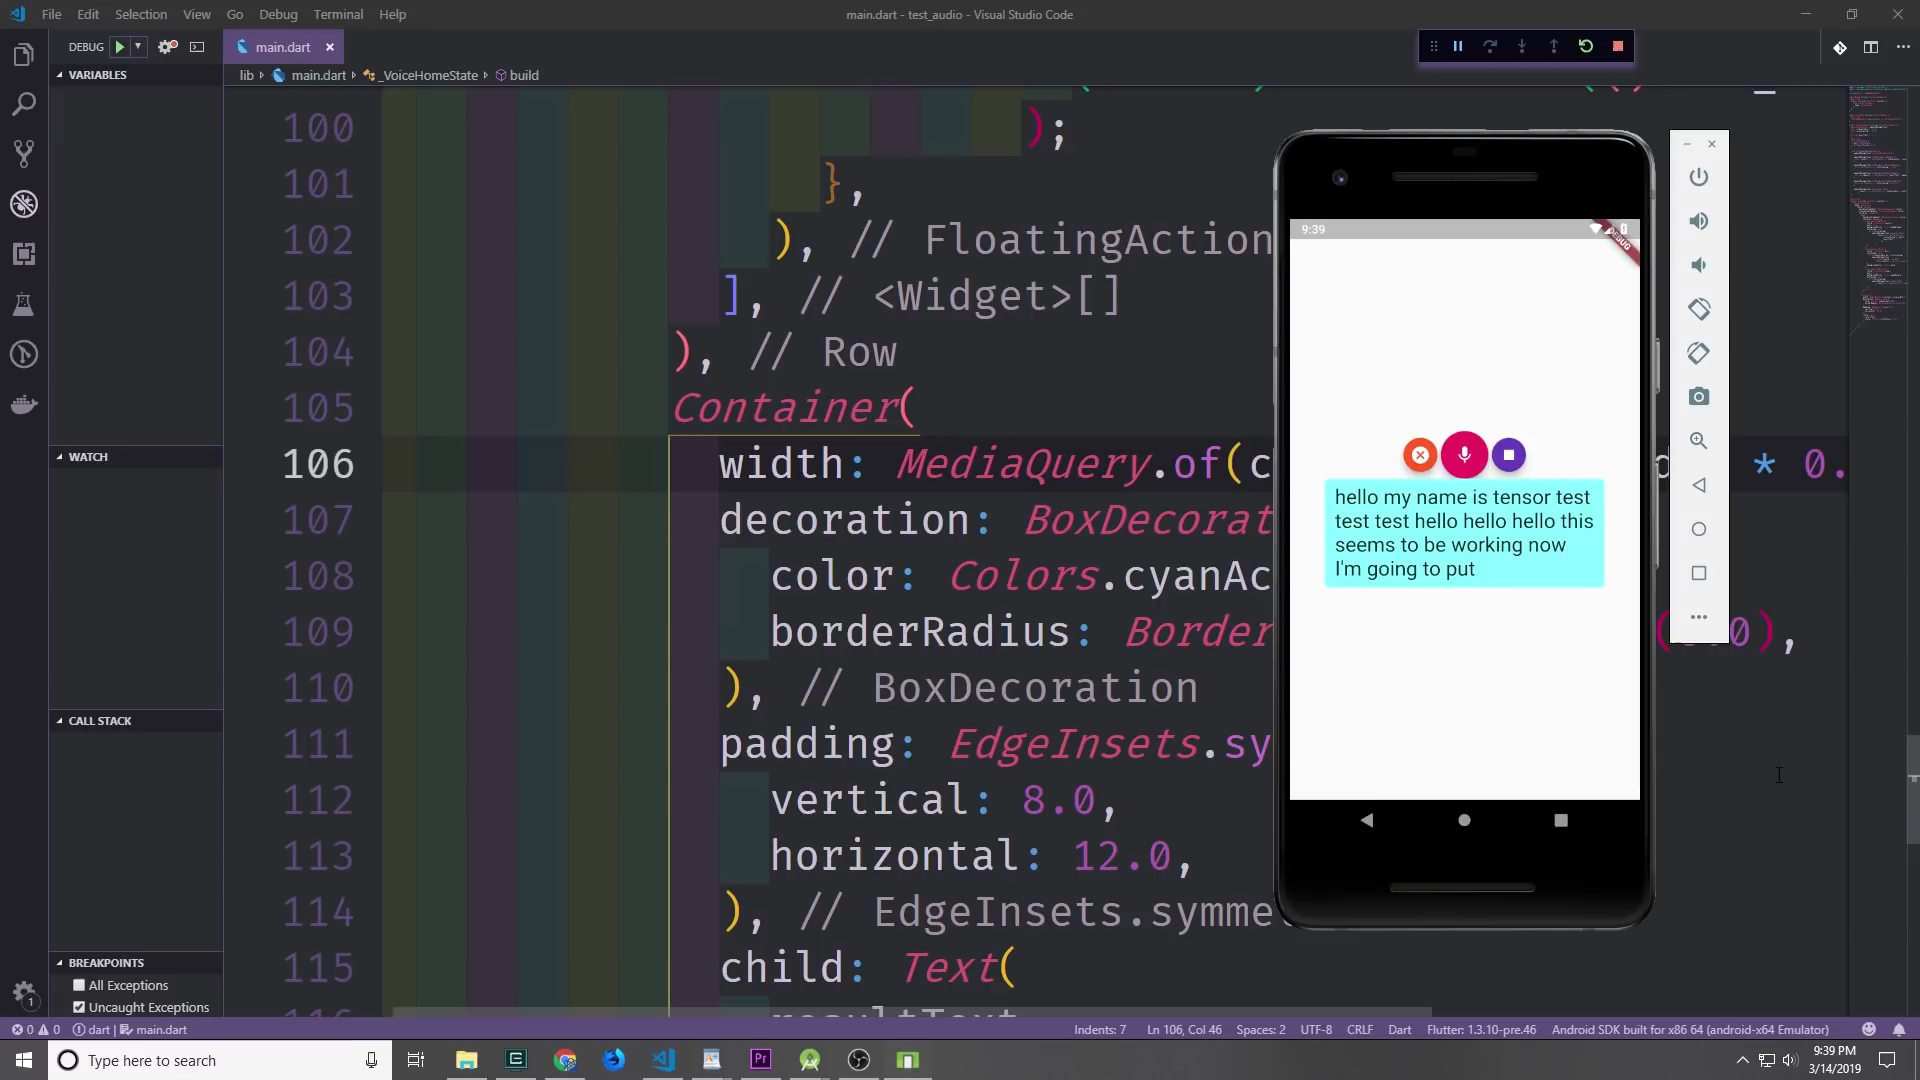 File Edit Selection View Go Debug Terminal Help
main.dart - test_audio - Visual Studio Code
DEBUG
main.dart
lib main.dart _VoiceHomeState build
VARIABLES
WATCH
CALL STACK
BREAKPOINTS
All Exceptions
Uncaught Exceptions
100 );
101 },
102 ), // FloatingAction
103 ], // <Widget>[]
104 ), // Row
105 Container(
106 width: MediaQuery.of(c * 0.
107 decoration: BoxDecorat
108 color: Colors.cyanAc
109 borderRadius: Border 0),
110 ), // BoxDecoration
111 padding: EdgeInsets.sy
112 vertical: 8.0,
113 horizontal: 12.0,
114 ), // EdgeInsets.symme
115 child: Text(
9:39
DEBUG
hello my name is tensor test
test test hello hello hello this
seems to be working now
I'm going to put
0 0 dart | main.dart
Indents: 7 Ln 106, Col 46 Spaces: 2 UTF-8 CRLF Dart Flutter: 1.3.10-pre.46 Android SDK built for x86 64 (android-x64 Emulator)
1
Type here to search
Pr
9:39 PM
3/14/2019